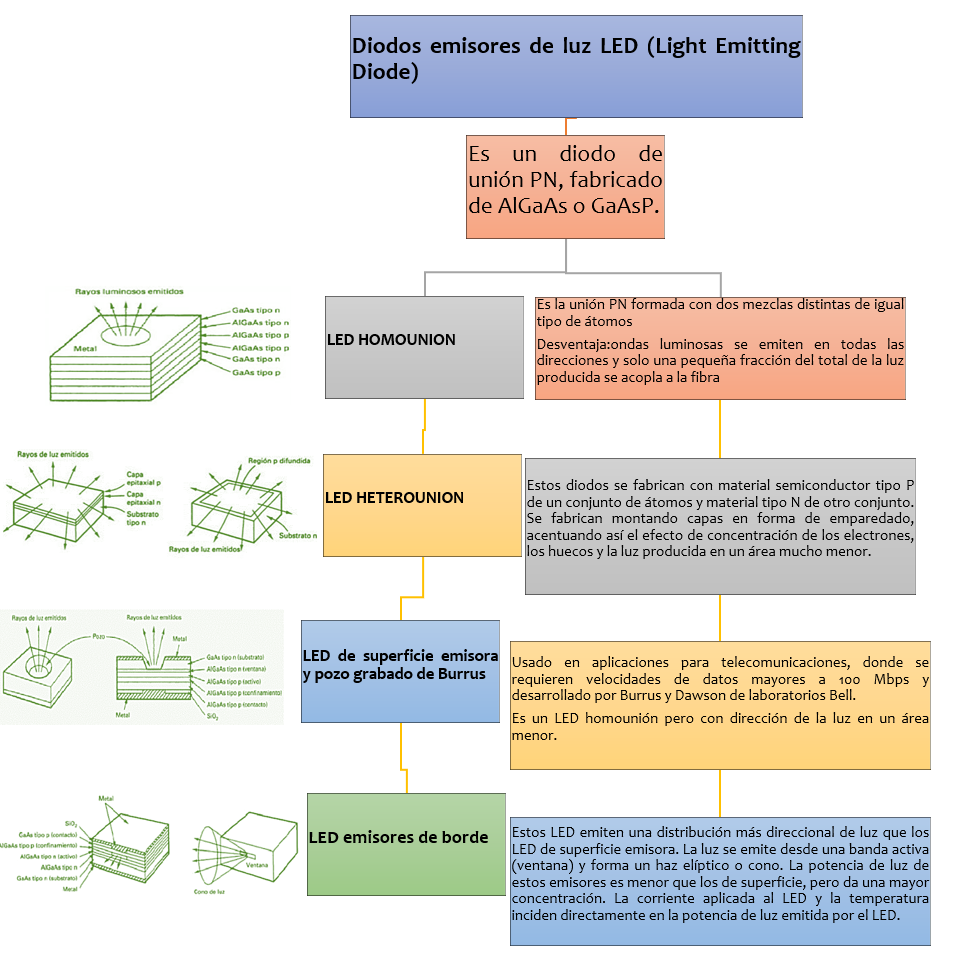 Diodos emisores de luz LED (Light Emitting
Diode)
Es un diodo de
unión PN, fabricado
de AlGaAs o GaAsP.
Rayos luminosos emitidos
GaAs tipo n
AlGaAs tipo n
AlGaAs tipo p
AlGaAs tipo p
GaAs tipo n
GaAs tipo p
Metal
LED HOMOUNION
Es la unión PN formada con dos mezclas distintas de igual
tipo de átomos
Desventaja:ondas luminosas se emiten en todas las
direcciones y solo una pequeña fracción del total de la luz
producida se acopla a la fibra
Rayos de luz emitidos
Capa
epitaxial p
Capa
epitaxial n
Substrato
tipo n
Región p difundida
Substrato n
Rayos de luz emitidos
LED HETEROUNION
Estos diodos se fabrican con material semiconductor tipo P
de un conjunto de átomos y material tipo N de otro conjunto.
Se fabrican montando capas en forma de emparedado,
acentuando así el efecto de concentración de los electrones,
los huecos y la luz producida en un área mucho menor.
Rayos de luz emitidos
Rayos de luz emitidos
Pozo
Metal
GaAs tipo n (substrato)
AlGaAs tipo n (ventana)
AlGaAs tipo p (activo)
AlGaAs tipo p (confinamiento)
AlGaAs tipo p (contacto)
Metal
SiO₂
LED de superficie emisora
y pozo grabado de Burrus
Usado en aplicaciones para telecomunicaciones, donde se
requieren velocidades de datos mayores a 100 Mbps y
desarrollado por Burrus y Dawson de laboratorios Bell.
Es un LED homounión pero con dirección de la luz en un área
menor.
Metal
SiO₂
GaAs tipo p (contacto)
AlGaAs tipo p (confinamiento)
AlGaAs tipo n (activo)
AlGaAs tipo n
GaAs tipo n (substrato)
Metal
Ventana
Cono de luz
LED emisores de borde
Estos LED emiten una distribución más direccional de luz que los
LED de superficie emisora. La luz se emite desde una banda activa
(ventana) y forma un haz elíptico o cono. La potencia de luz de
estos emisores es menor que los de superficie, pero da una mayor
concentración. La corriente aplicada al LED y la temperatura
inciden directamente en la potencia de luz emitida por el LED.